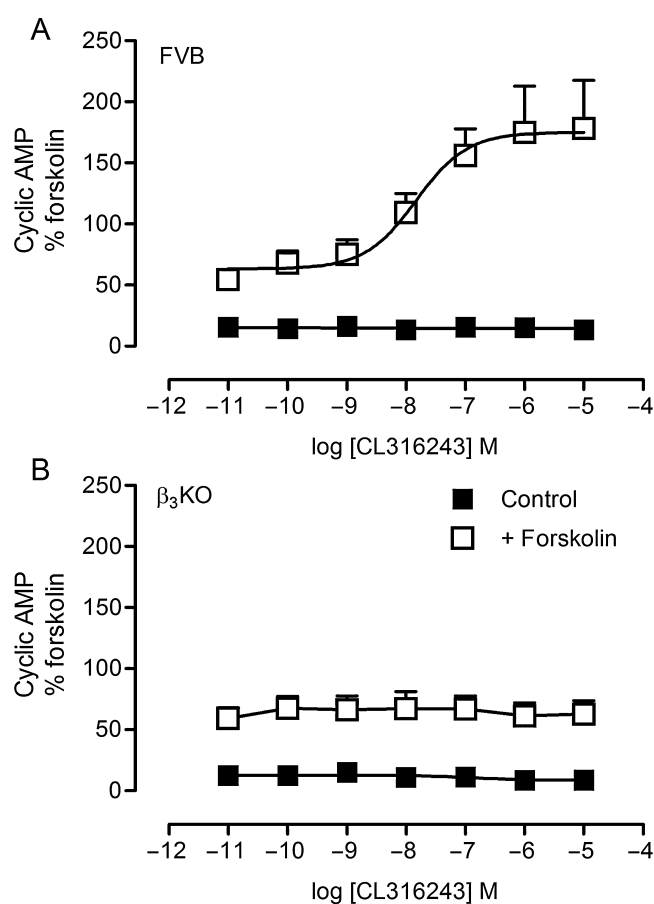 A
FVB
250
200
150
100
50
0
Cyclic AMP
% forskolin
−12 −11 −10 −9 −8 −7 −6 −5 −4
log [CL316243] M
B
β₃KO
250
200
150
100
50
0
Cyclic AMP
% forskolin
Control
+ Forskolin
−12 −11 −10 −9 −8 −7 −6 −5 −4
log [CL316243] M